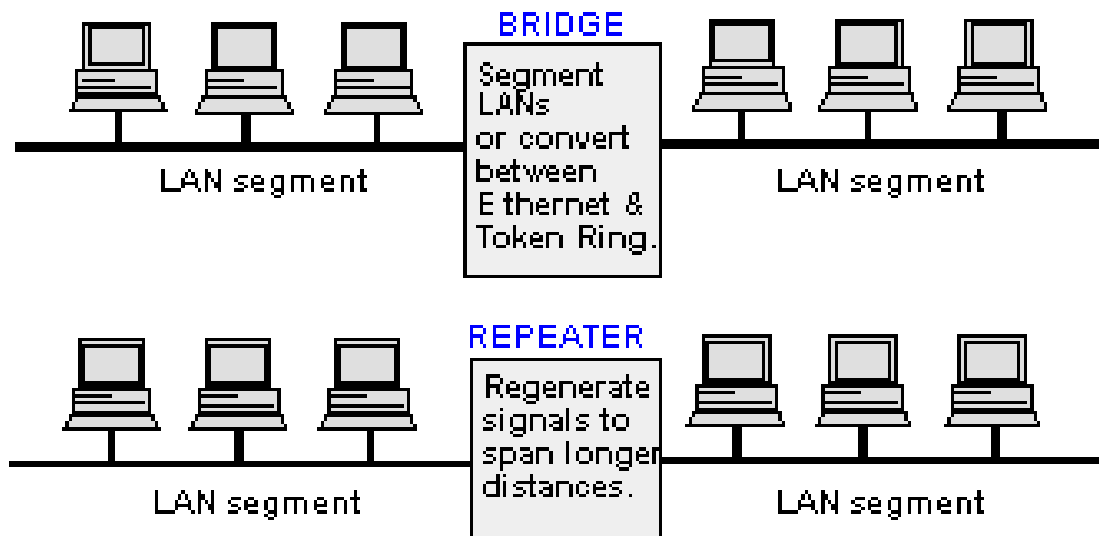 BRIDGE
Segment
LANs
or convert
between
Ethernet &
Token Ring.
LAN segment
LAN segment
REPEATER
Regenerate
signals to
span longer
distances.
LAN segment
LAN segment